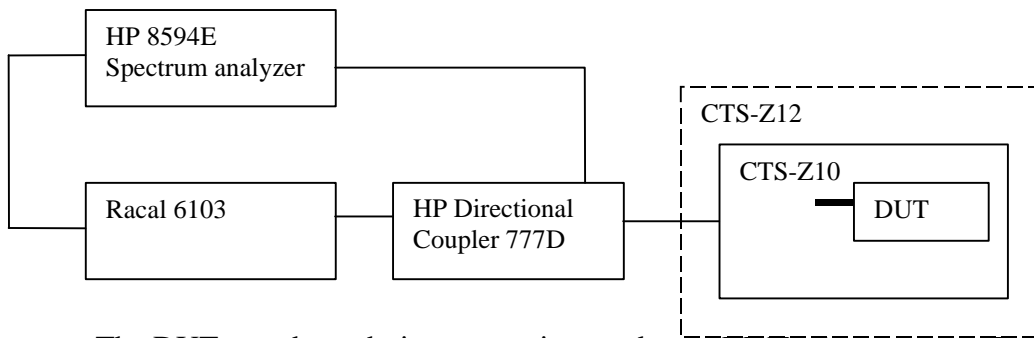 HP 8594E
Spectrum analyzer
CTS-Z12
CTS-Z10
DUT
Racal 6103
HP Directional
Coupler 777D